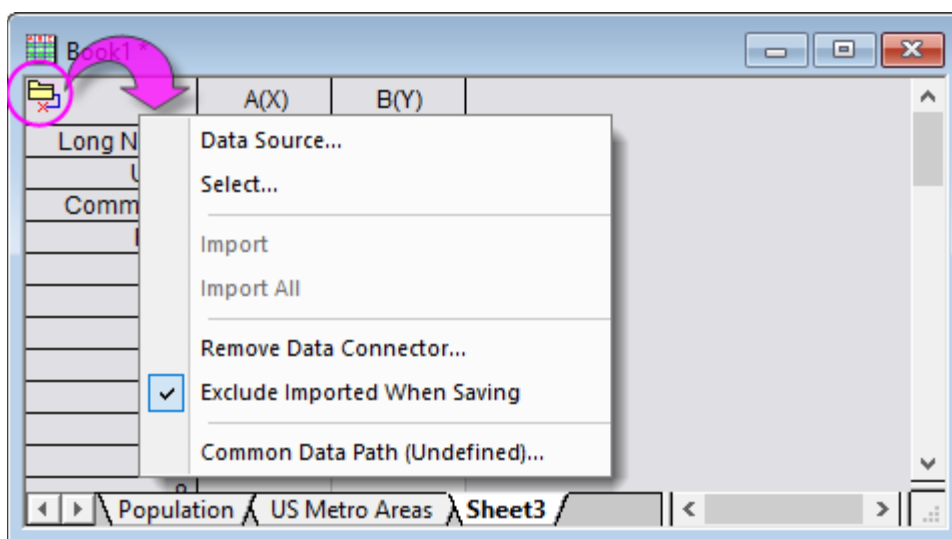 Book1 *
A(X) B(Y)
Long N
Data Source...
Select...
Comm
Import
Import All
Remove Data Connector...
Exclude Imported When Saving
Common Data Path (Undefined)...
Population US Metro Areas Sheet3